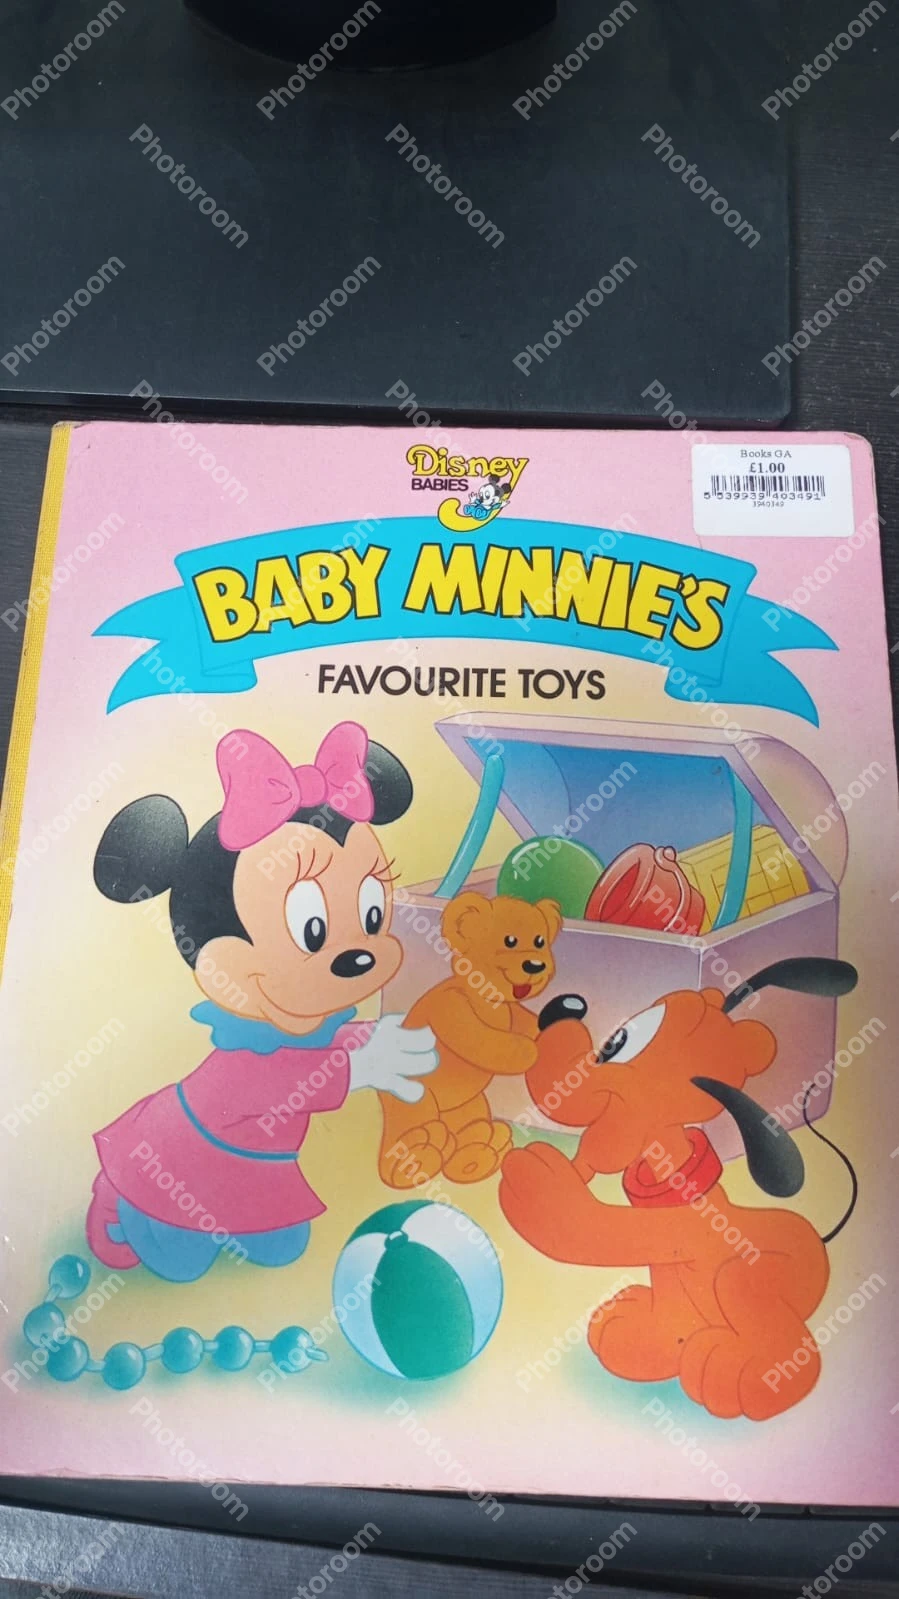 Disney
BABIES
Books GA
£1.00
5 539939 403491
3940349
BABY MINNIE'S
FAVOURITE TOYS
Photoroom